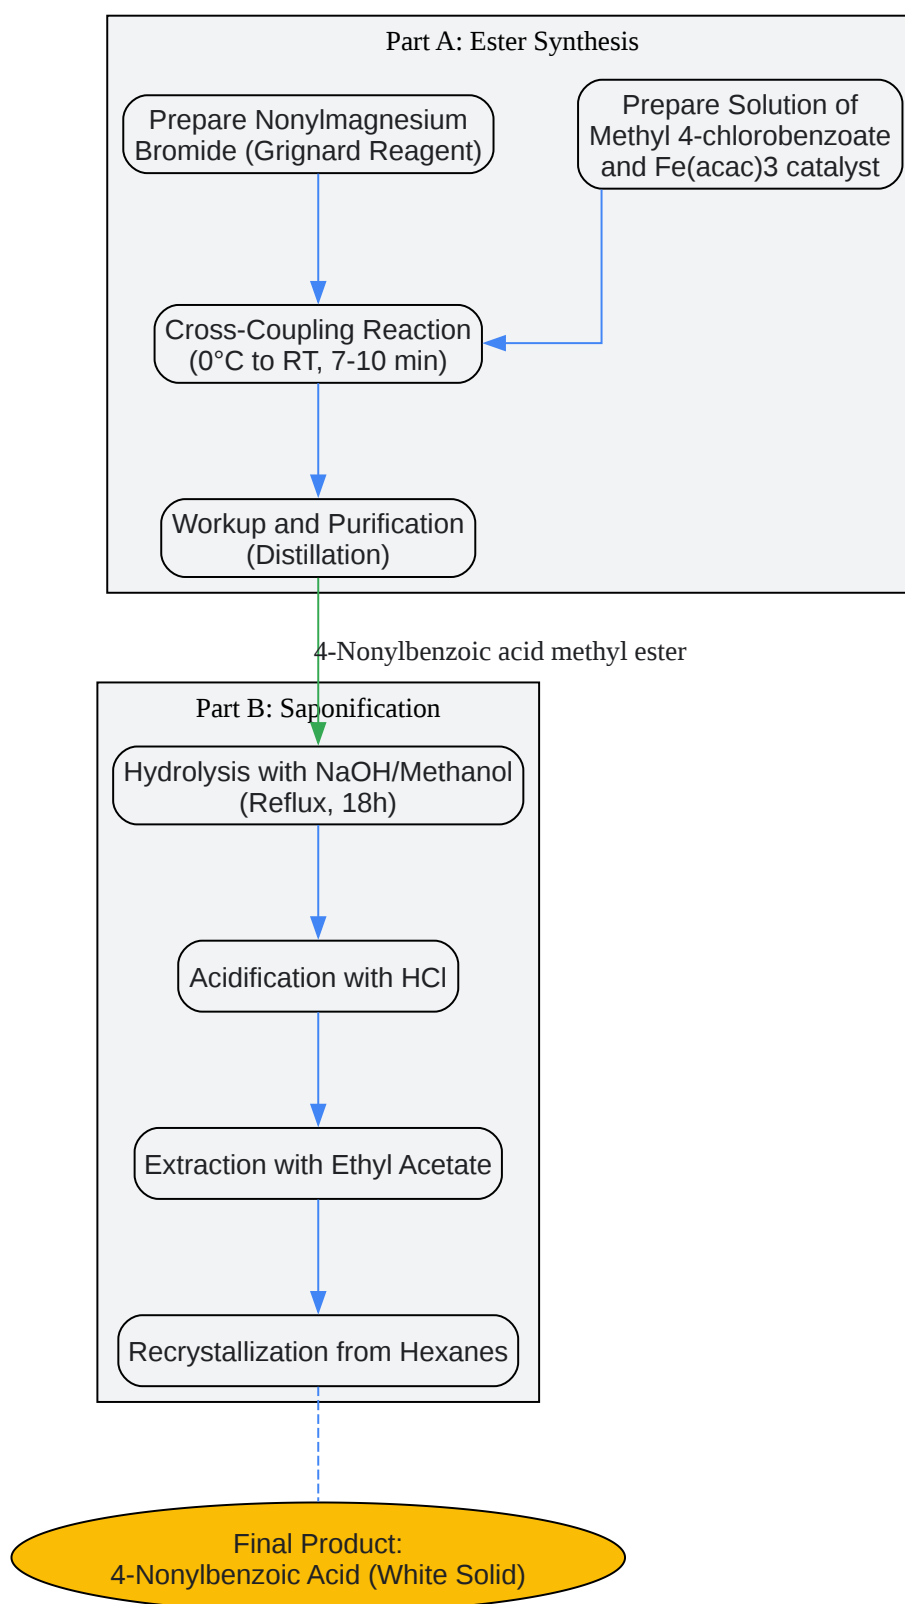 Part A: Ester Synthesis
Prepare Nonylmagnesium
Bromide (Grignard Reagent)
Prepare Solution of
Methyl 4-chlorobenzoate
and Fe(acac)3 catalyst
Cross-Coupling Reaction
(0°C to RT, 7-10 min)
Workup and Purification
(Distillation)
4-Nonylbenzoic acid methyl ester
Part B: Saponification
Hydrolysis with NaOH/Methanol
(Reflux, 18h)
Acidification with HCl
Extraction with Ethyl Acetate
Recrystallization from Hexanes
Final Product:
4-Nonylbenzoic Acid (White Solid)